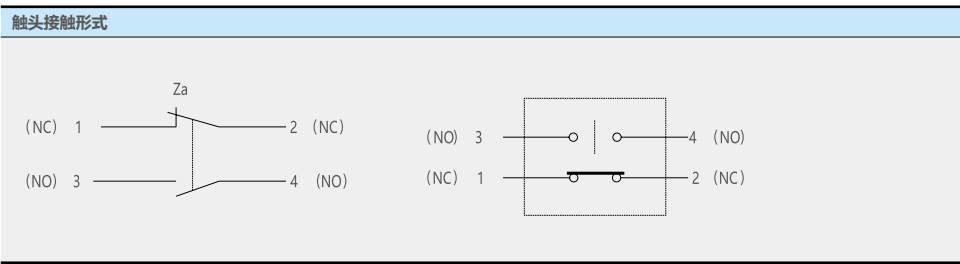 触头接触形式
Za
（NC） 1 2 （NC）
（NO） 3 4 （NO）
（NO） 3 4 （NO）
（NC） 1 2 （NC）